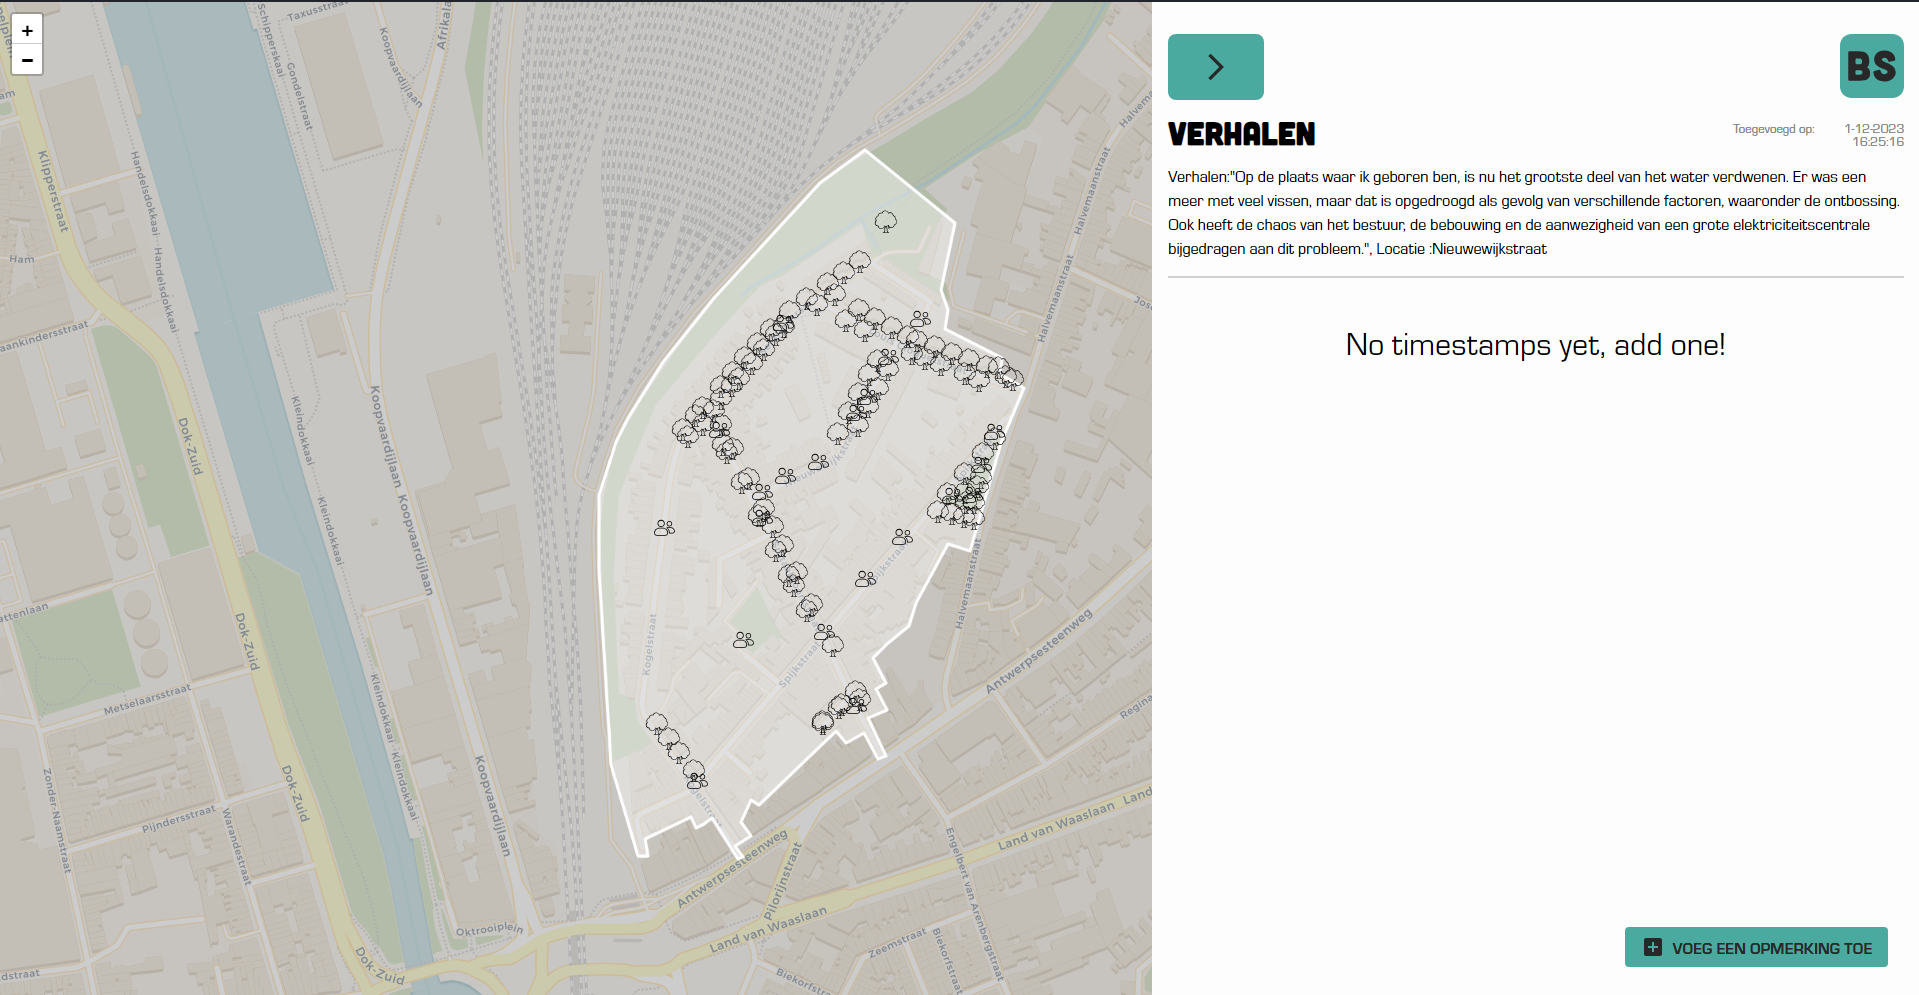 +
−
BS
VERHALEN
Toegevoegd op: 1-12-2023
16:25:16
Verhalen:"Op de plaats waar ik geboren ben, is nu het grootste deel van het water verdwenen. Er was een
meer met veel vissen, maar dat is opgedroogd als gevolg van verschillende factoren, waaronder de ontbossing.
Ook heeft de chaos van het bestuur, de bebouwing en de aanwezigheid van een grote elektriciteitscentrale
bijgedragen aan dit probleem.", Locatie :Nieuwewijkstraat
No timestamps yet, add one!
VOEG EEN OPMERKING TOE
Taxusstraat
Schipperskaai
Gondelstraat
Koopvaardijlaan
Afrikalaan
Klipperstraat
Handelsdokkaai
Handelsdokkaai
Handelsdokkaai
Ham
Halvemaanstraat
Halvemaanstraat
Halvemaanstraat
Dok-Zuid
Kleindokkaai
Koopvaardijlaan
Koopvaardijlaan
Kleindokkaai
Halvemaanstraat
Dok-Zuid
Kogelstraat
Spijkstraat
Antwerpsesteenweg
Metselaarsstraat
Kleindokkaai
Zonder-Naamstraat
Dok-Zuid
Kleindokkaai
Koopvaardijlaan
Pijndersstraat
Warandestraat
Antwerpsesteenweg
Pilorijnstraat
Land van Waaslaan
Land
Engelbert van Arenbergstraat
Land van Waaslaan
Oktrooiplein
Zeemstraat
Biekorfstraat
Dok-Zuid
Biekorfstraat